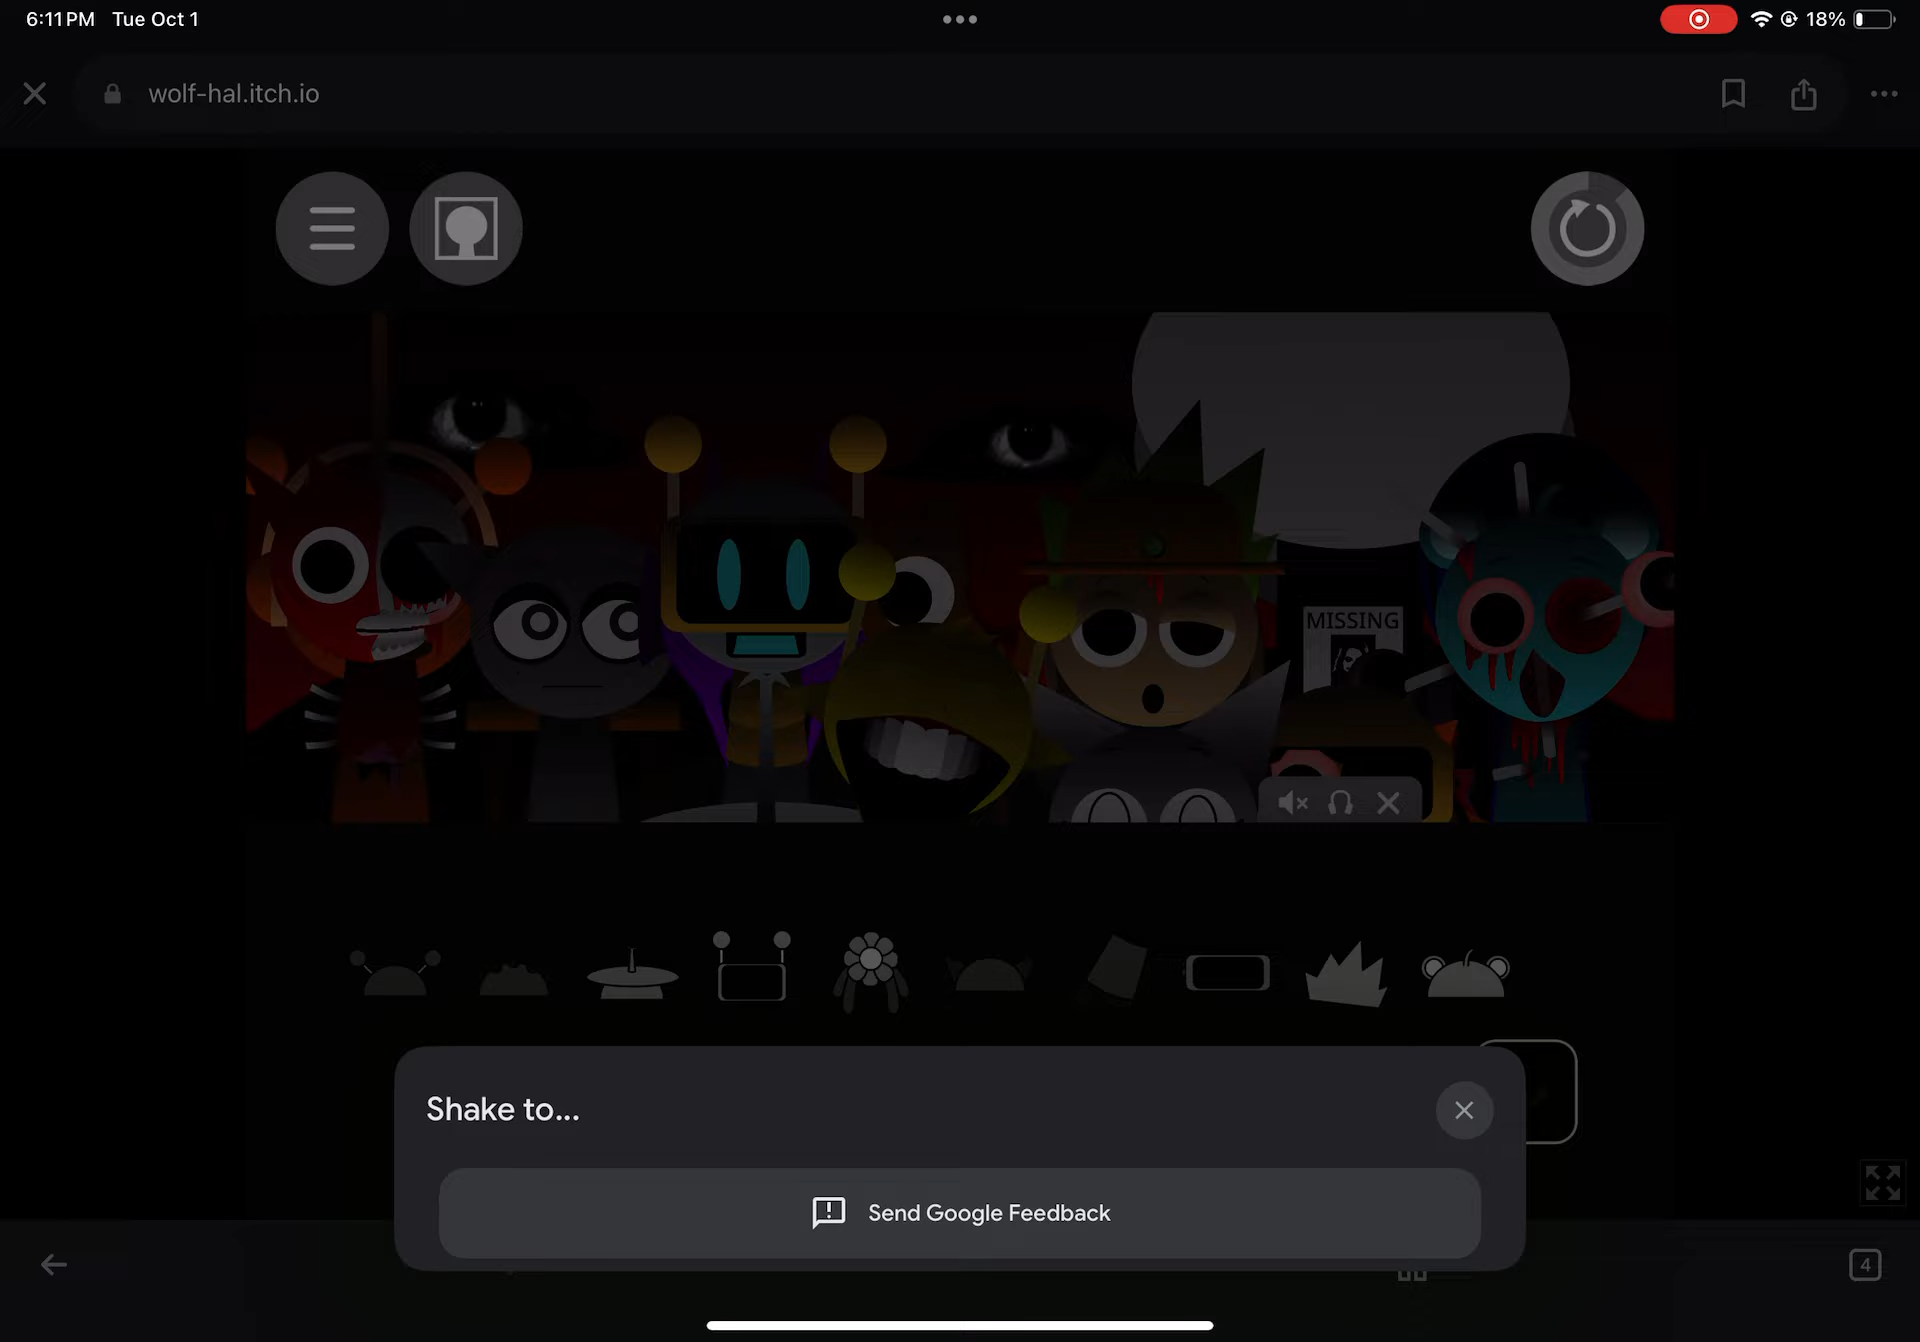 6:11 PM Tue Oct 1
18%
wolf-hal.itch.io
MISSING
Shake to...
Send Google Feedback
4